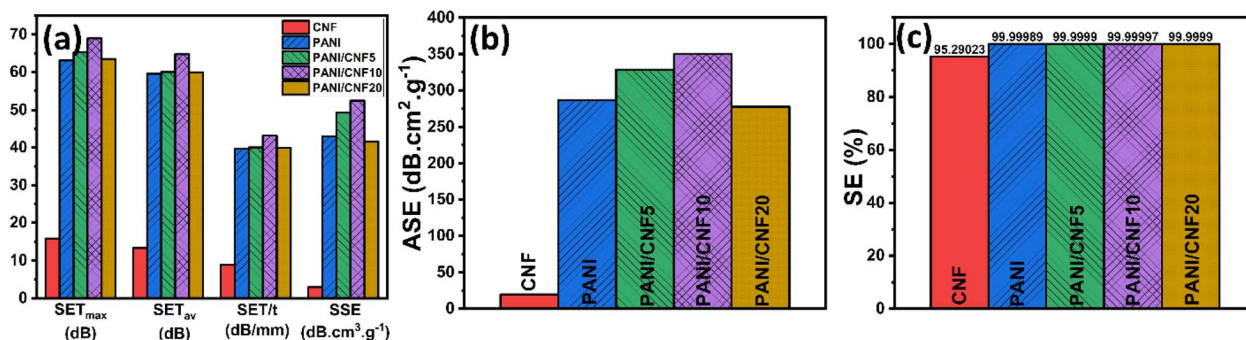 (a)
CNF
PANI
PANI/CNF5
PANI/CNF10
PANI/CNF20
70
60
50
40
30
20
10
0
SETmax
(dB)
SETav
(dB)
SET/t
(dB/mm)
SSE
(dB.cm³.g⁻¹)
(b)
ASE (dB.cm².g⁻¹)
400
350
300
250
200
150
100
50
0
CNF
PANI
PANI/CNF5
PANI/CNF10
PANI/CNF20
(c)
SE (%)
120
100
80
60
40
20
0
95.29023
99.99989
99.9999
99.99997
99.9999
CNF
PANI
PANI/CNF5
PANI/CNF10
PANI/CNF20